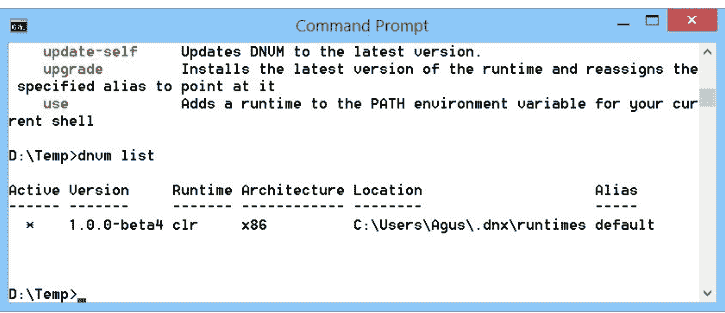 Command Prompt
update-self Updates DNVM to the latest version.
upgrade Installs the latest version of the runtime and reassigns the
specified alias to point at it
use Adds a runtime to the PATH environment variable for your cur
rent shell
D:\Temp>dnvm list
Active Version Runtime Architecture Location Alias
------ ------- ------- ------------ -------- -----
* 1.0.0-beta4 clr x86 C:\Users\Agus\.dnx\runtimes default
D:\Temp>_